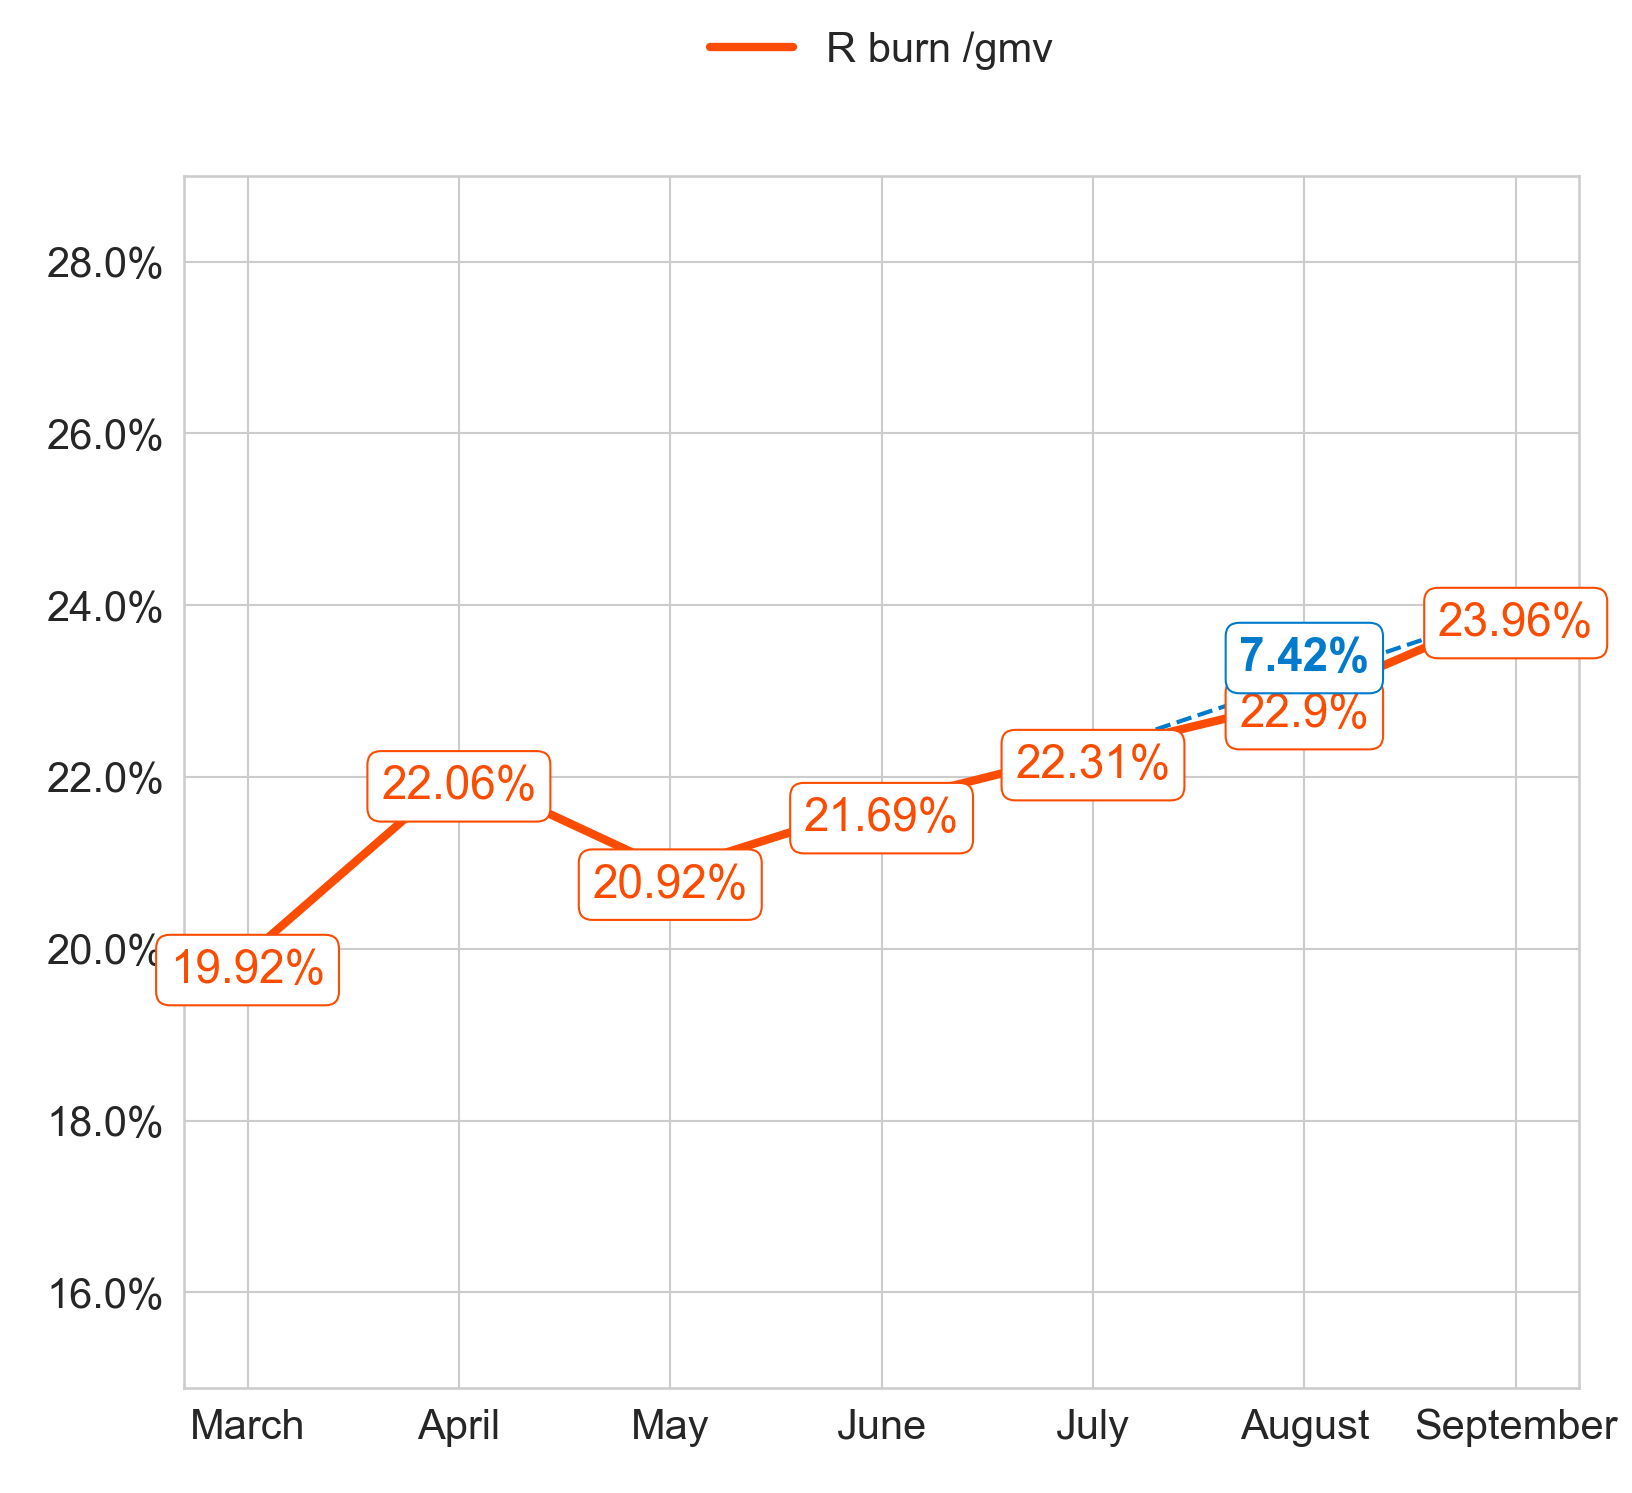 R burn /gmv
28.0%
26.0%
24.0%
22.0%
20.0%
18.0%
16.0%
19.92%
22.06%
20.92%
21.69%
22.31%
7.42%
22.9%
23.96%
March
April
May
June
July
August
September